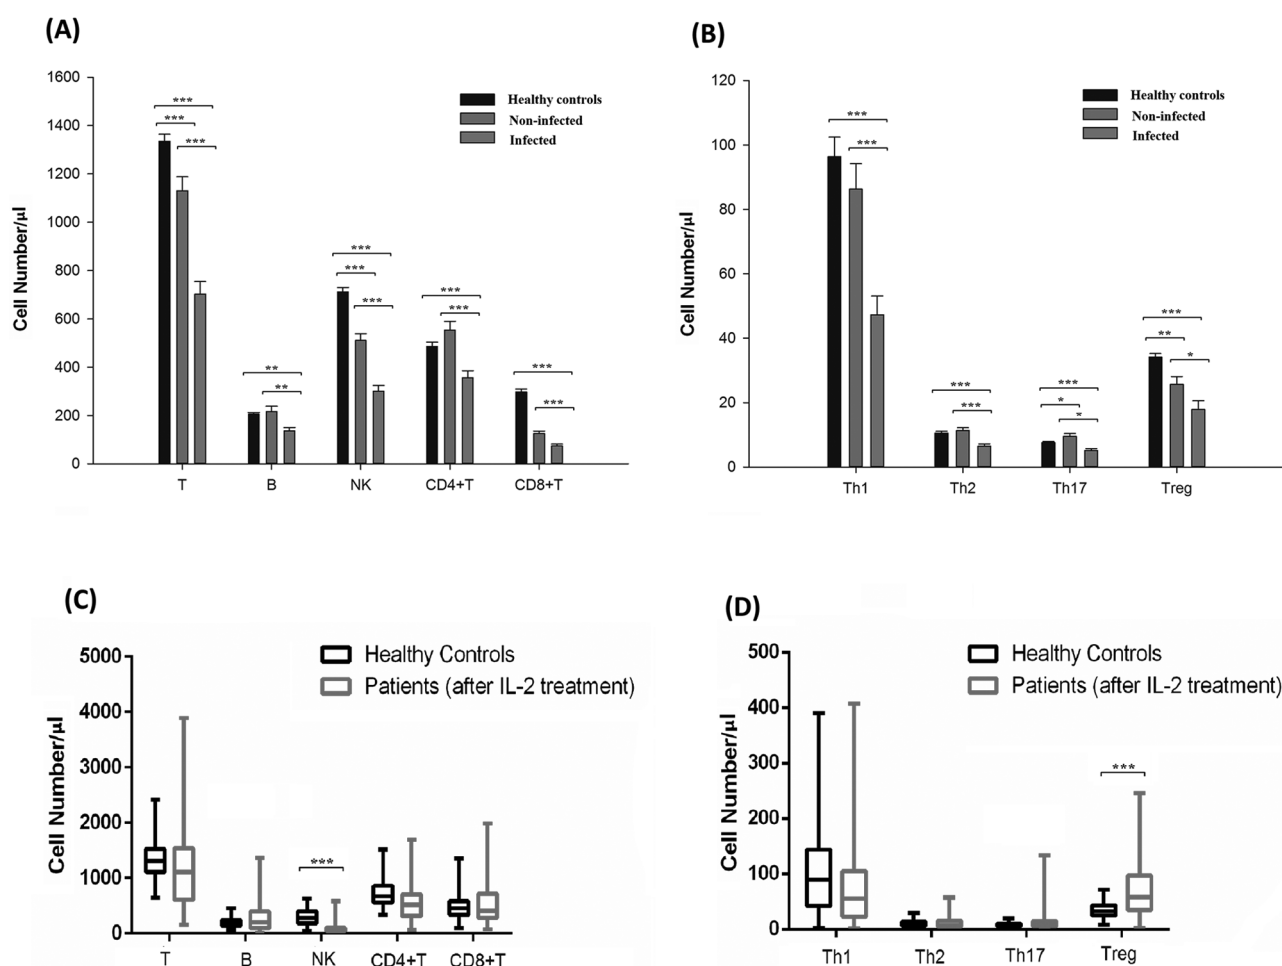 (A)
1600
1400
1200
1000
800
600
400
200
0
Cell Number/µl
Healthy controls
Non-infected
Infected
***
***
***
**
**
***
***
***
***
***
***
***
T B NK CD4+T CD8+T
(B)
120
100
80
60
40
20
0
Cell Number/µl
Healthy controls
Non-infected
Infected
***
***
***
***
***
*
*
***
**
*
Th1 Th2 Th17 Treg
(C)
5000
4000
3000
2000
1000
0
Cell Number/µl
Healthy Controls
Patients (after IL-2 treatment)
***
T B NK CD4+T CD8+T
(D)
500
400
300
200
100
0
Cell Number/µl
Healthy Controls
Patients (after IL-2 treatment)
***
Th1 Th2 Th17 Treg